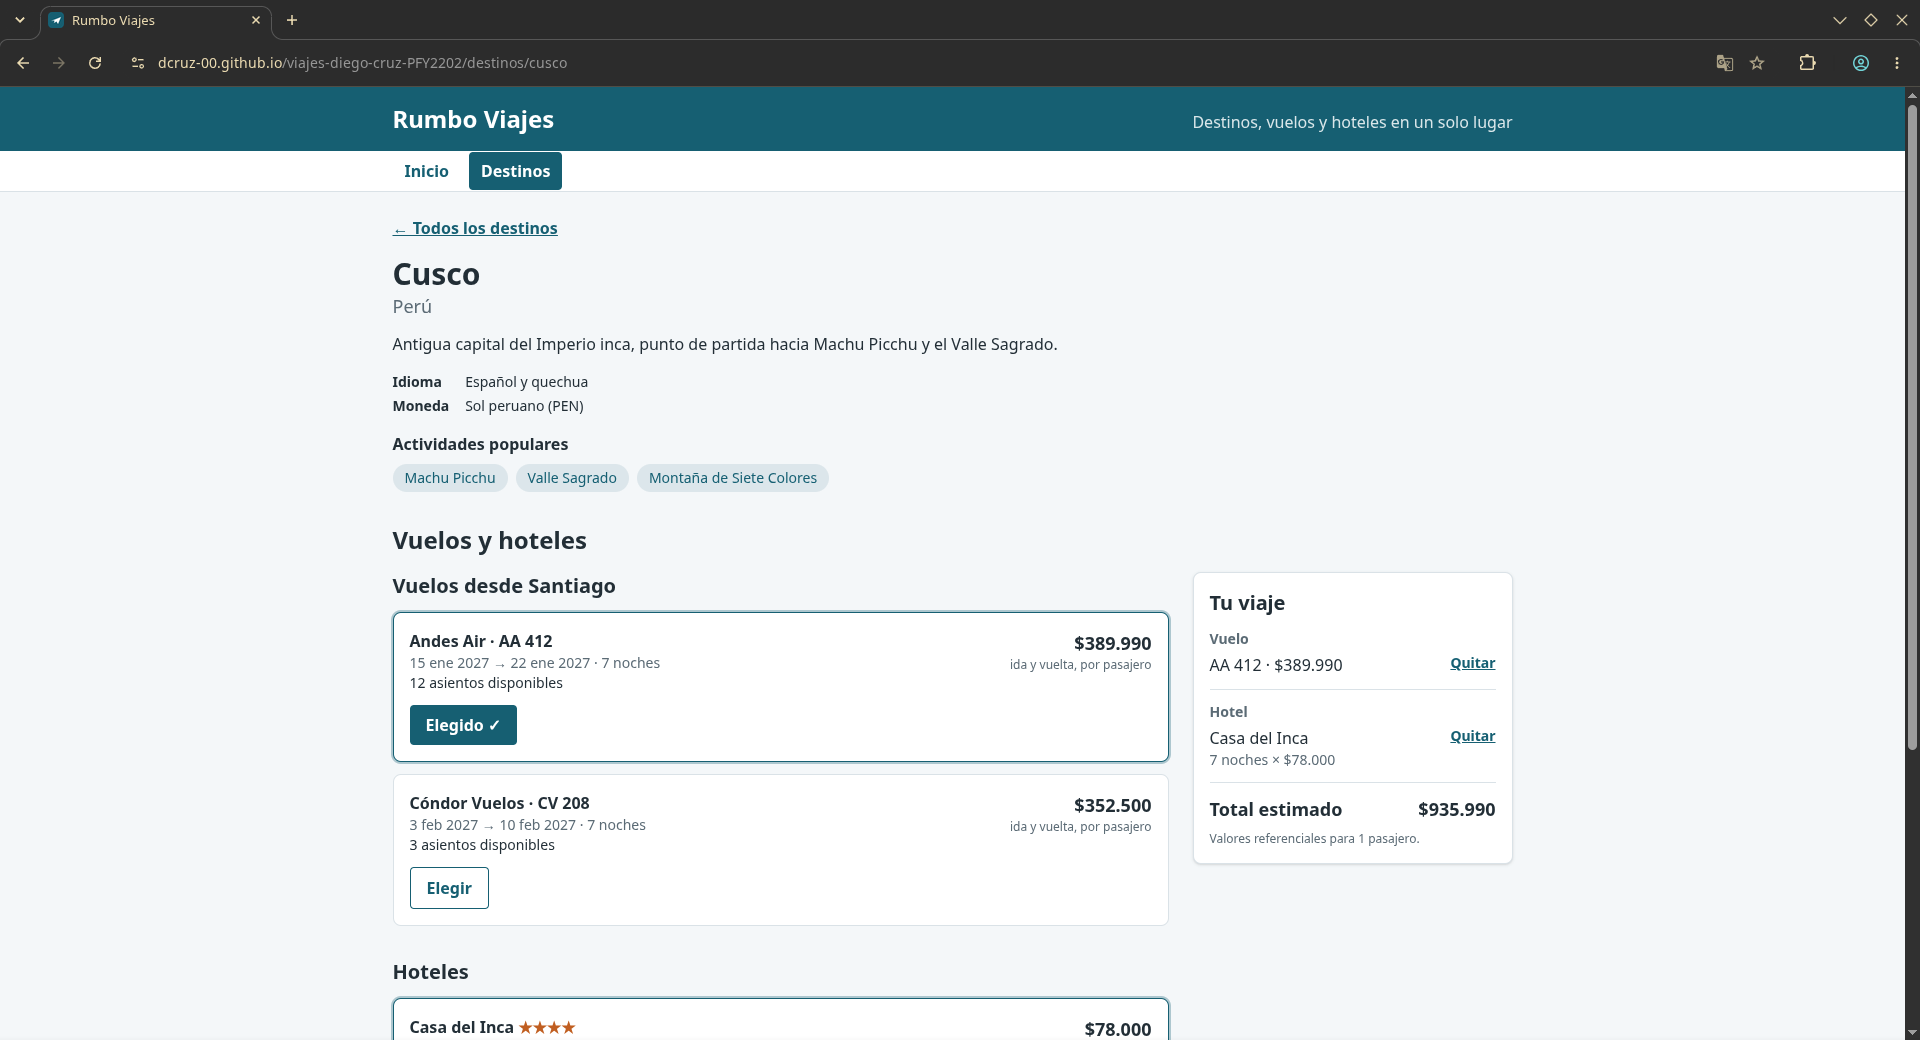 Rumbo Viajes
dcruz-00.github.io/viajes-diego-cruz-PFY2202/destinos/cusco
Rumbo Viajes
Destinos, vuelos y hoteles en un solo lugar
Inicio
Destinos
← Todos los destinos
Cusco
Perú
Antigua capital del Imperio inca, punto de partida hacia Machu Picchu y el Valle Sagrado.
Idioma Español y quechua
Moneda Sol peruano (PEN)
Actividades populares
Machu Picchu
Valle Sagrado
Montaña de Siete Colores
Vuelos y hoteles
Vuelos desde Santiago
Andes Air · AA 412
15 ene 2027 → 22 ene 2027 · 7 noches
12 asientos disponibles
$389.990
ida y vuelta, por pasajero
Elegido ✓
Cóndor Vuelos · CV 208
3 feb 2027 → 10 feb 2027 · 7 noches
3 asientos disponibles
$352.500
ida y vuelta, por pasajero
Elegir
Hoteles
Casa del Inca ★★★★
$78.000
Tu viaje
Vuelo
AA 412 · $389.990 Quitar
Hotel
Casa del Inca Quitar
7 noches × $78.000
Total estimado $935.990
Valores referenciales para 1 pasajero.